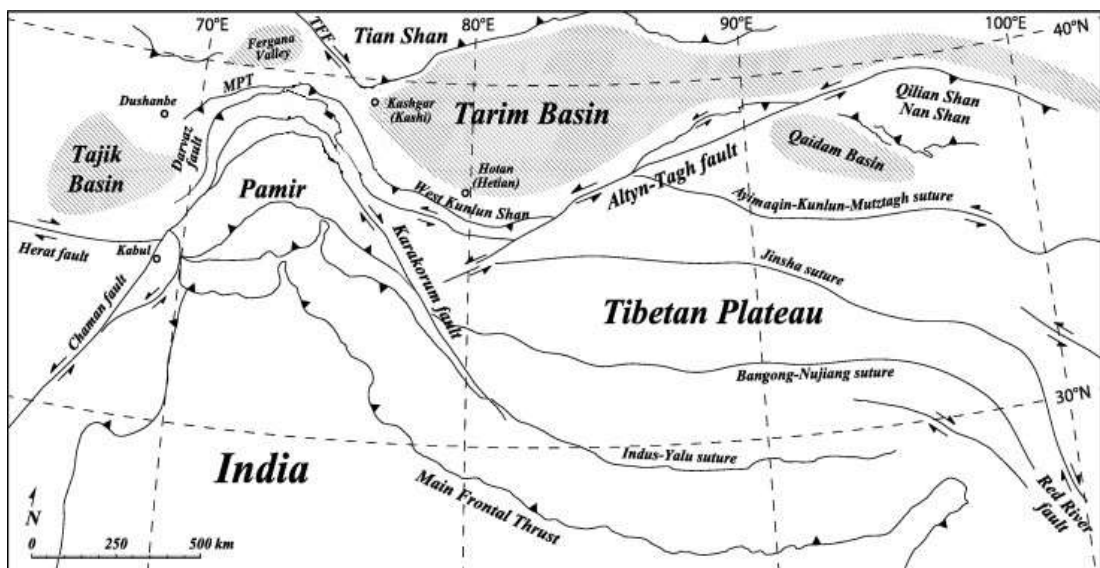 70°E
80°E
90°E
100°E
40°N
TFF
Tian Shan
Fergana
Valley
MPT
Dushanbe
Kashgar
(Kashi)
Tarim Basin
Qilian Shan
Nan Shan
Darvaz
fault
Tajik
Basin
Qaidam Basin
Hotan
(Hetian)
Altyn-Tagh fault
Pamir
West Kunlun Shan
Ayimaqin-Kunlun-Mutztagh suture
Herat fault
Kabul
Karakorum fault
Jinsha suture
Chaman fault
Tibetan Plateau
Bangong-Nujiang suture
30°N
India
Indus-Yalu suture
Main Frontal Thrust
Red River
fault
N
0 250 500 km